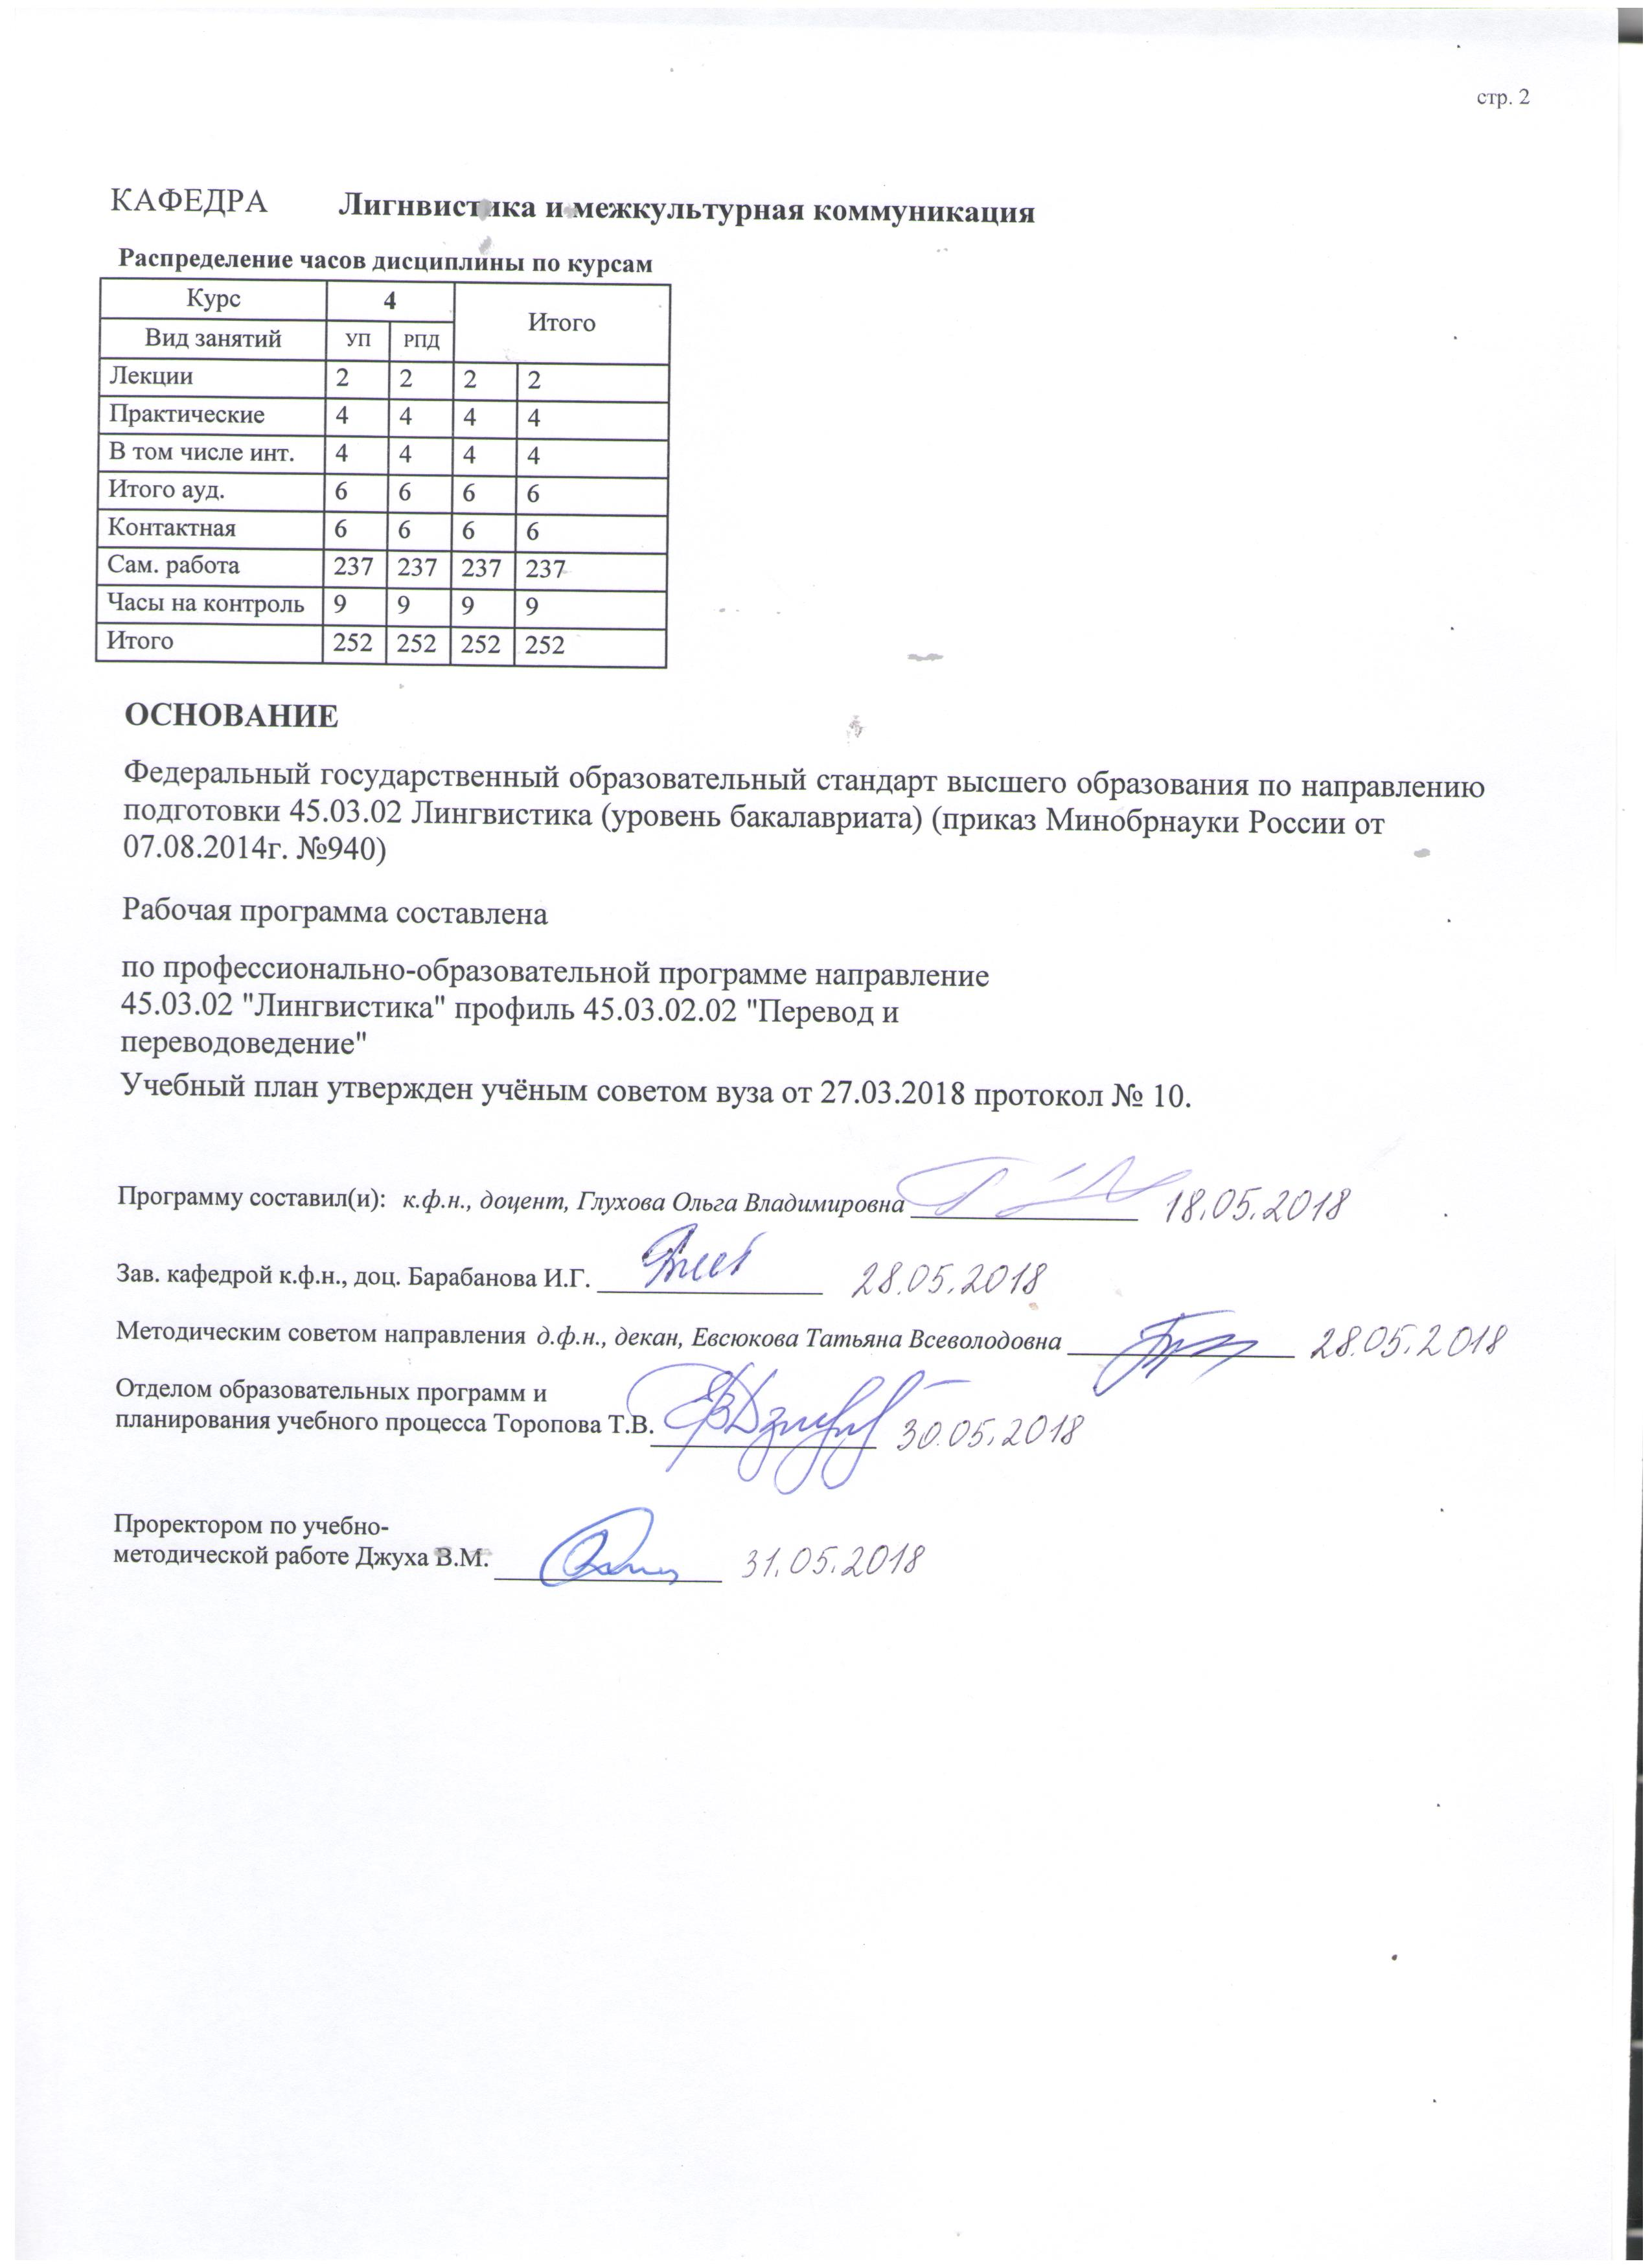 стр. 2
КАФЕДРА Лигнвистика и межкультурная коммуникация
Распределение часов дисциплины по курсам
Курс 4 Итого
Вид занятий УП РПД
Лекции 2 2 2 2
Практические 4 4 4 4
В том числе инт. 4 4 4 4
Итого ауд. 6 6 6 6
Контактная 6 6 6 6
Сам. работа 237 237 237 237
Часы на контроль 9 9 9 9
Итого 252 252 252 252
ОСНОВАНИЕ
Федеральный государственный образовательный стандарт высшего образования по направлению
подготовки 45.03.02 Лингвистика (уровень бакалавриата) (приказ Минобрнауки России от
07.08.2014г. №940)
Рабочая программа составлена
по профессионально-образовательной программе направление
45.03.02 "Лингвистика" профиль 45.03.02.02 "Перевод и
переводоведение"
Учебный план утвержден учёным советом вуза от 27.03.2018 протокол № 10.
Программу составил(и): к.ф.н., доцент, Глухова Ольга Владимировна 18.05.2018
Зав. кафедрой к.ф.н., доц. Барабанова И.Г. 28.05.2018
Методическим советом направления д.ф.н., декан, Евсюкова Татьяна Всеволодовна 28.05.2018
Отделом образовательных программ и
планирования учебного процесса Торопова Т.В. 30.05.2018
Проректором по учебно-
методической работе Джуха В.М. 31.05.2018